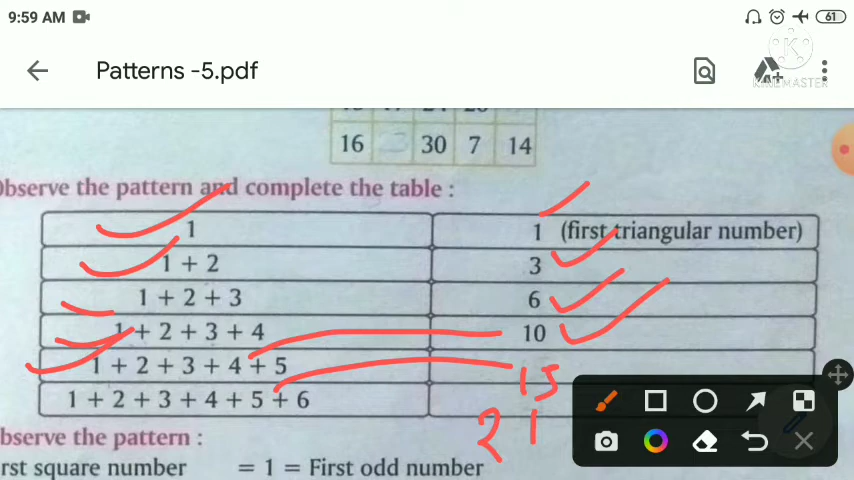 9:59 AM 61
Patterns -5.pdf
KINEMASTER
16 30 7 14
Observe the pattern and complete the table :
1 1 (first triangular number)
1 + 2 3
1 + 2 + 3 6
1 + 2 + 3 + 4 10
1 + 2 + 3 + 4 + 5 15
1 + 2 + 3 + 4 + 5 + 6 21
bserve the pattern :
rst square number = 1 = First odd number